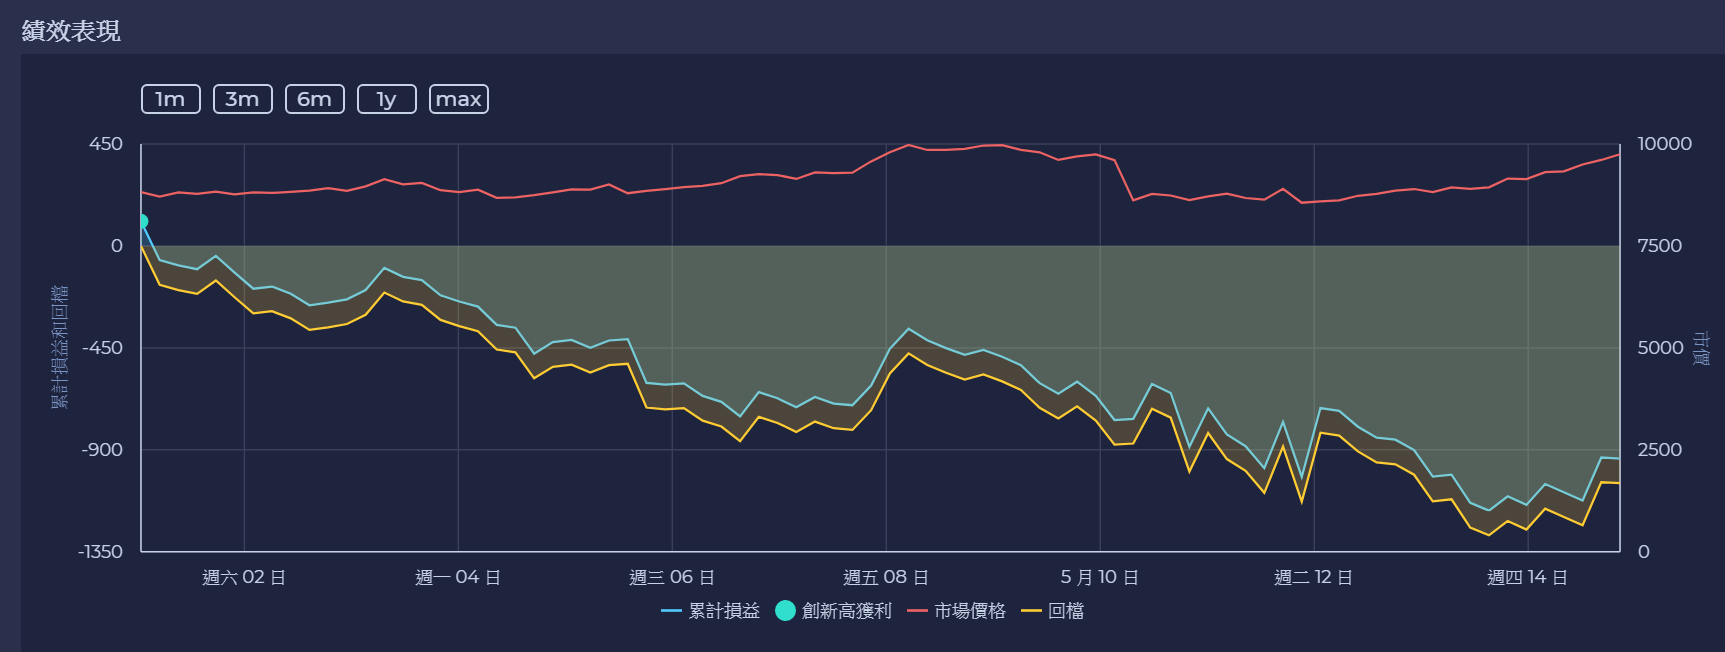 績效表現
1m 3m 6m 1y max
450
0
-450
-900
-1350
累計損益和回檔
10000
7500
5000
2500
0
市價
週六 02 日 週一 04 日 週三 06 日 週五 08 日 5 月 10 日 週二 12 日 週四 14 日
累計損益 創新高獲利 市場價格 回檔